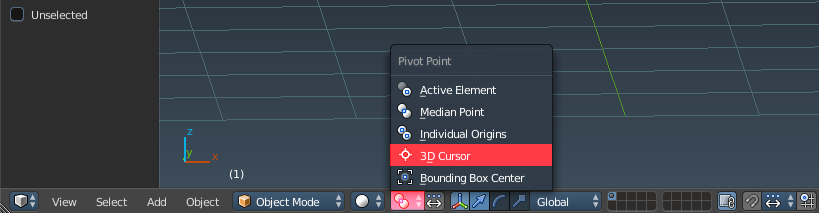 Unselected
Pivot Point
Active Element
Median Point
Individual Origins
3D Cursor
Bounding Box Center
z
y
x
(1)
View Select Add Object Object Mode Global